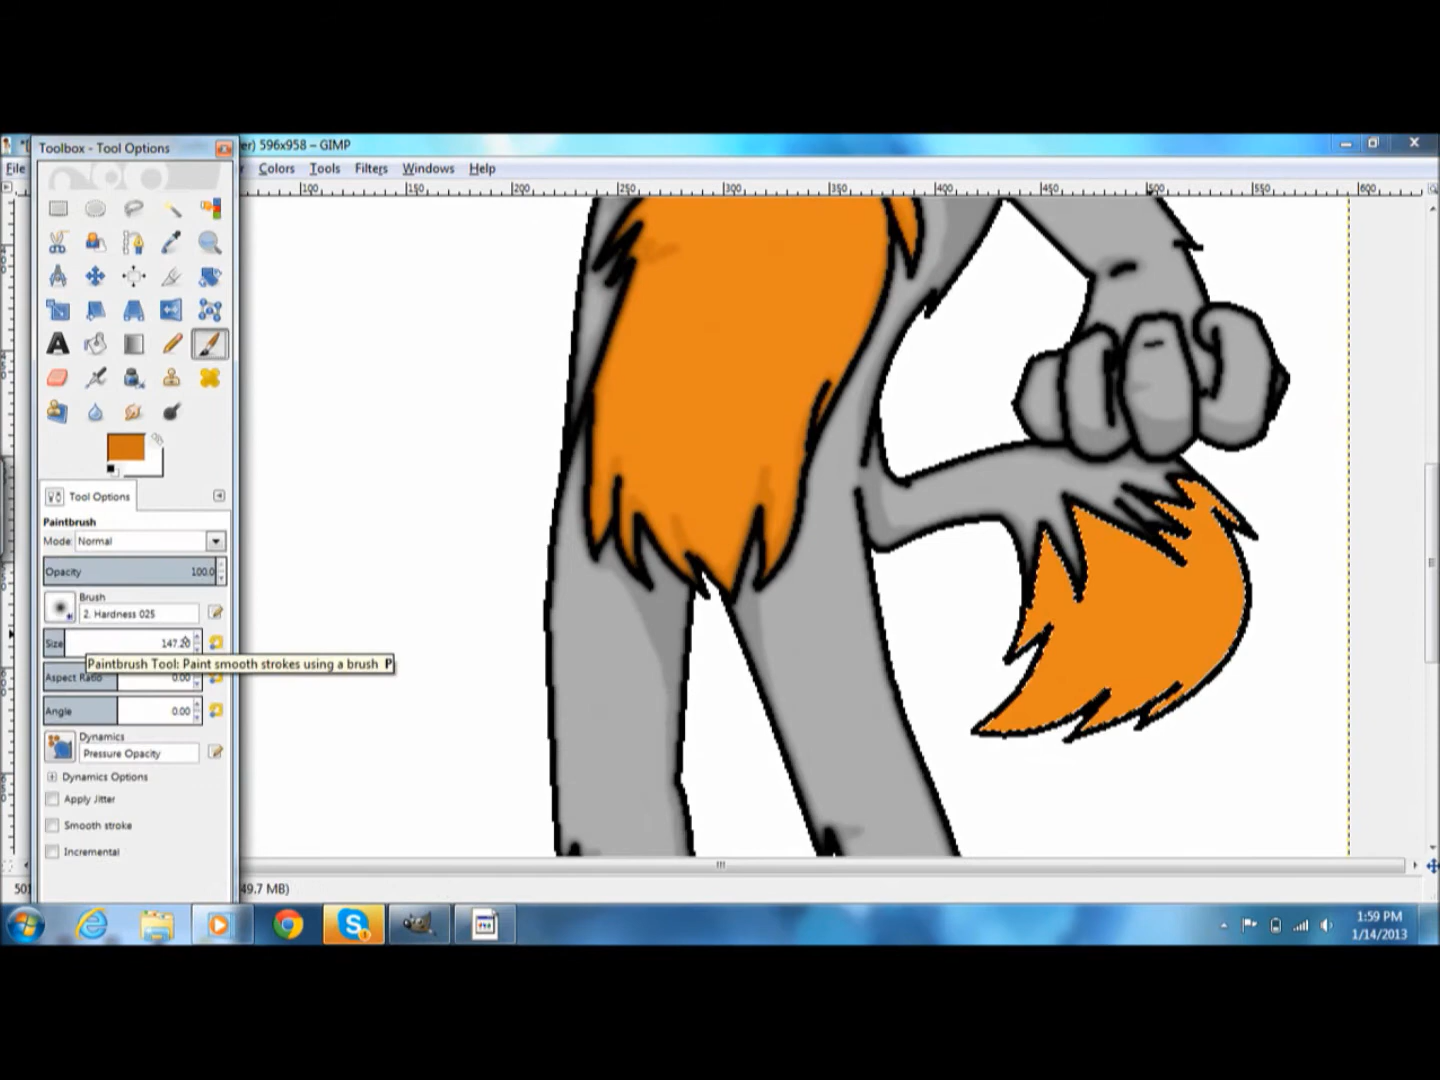 Toolbox - Tool Options
er) 596x958 – GIMP
File
Colors Tools Filters Windows Help
100 150 200 250 300 350 400 450 500 550 600
Tool Options
Paintbrush
Mode: Normal
Opacity 100.0
Brush
2. Hardness 025
Size 147.20
Paintbrush Tool: Paint smooth strokes using a brush P
Aspect Ratio 0.00
Angle 0.00
Dynamics
Pressure Opacity
Dynamics Options
Apply Jitter
Smooth stroke
Incremental
501
49.7 MB)
1:59 PM
1/14/2013